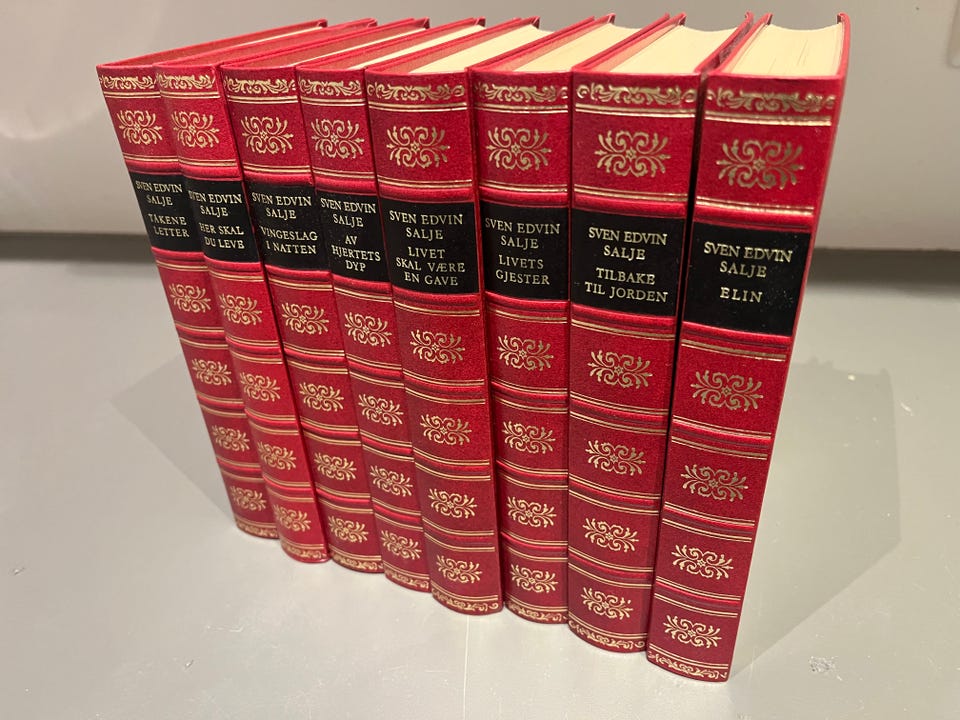 SVEN EDVIN
SALJE
TÅKENE
LETTER
SVEN EDVIN
SALJE
HER SKAL
DU LEVE
SVEN EDVIN
SALJE
VINGESLAG
I NATTEN
SVEN EDVIN
SALJE
AV
HJERTETS
DYP
SVEN EDVIN
SALJE
LIVET
SKAL VÆRE
EN GAVE
SVEN EDVIN
SALJE
LIVETS
GJESTER
SVEN EDVIN
SALJE
TILBAKE
TIL JORDEN
SVEN EDVIN
SALJE
ELIN